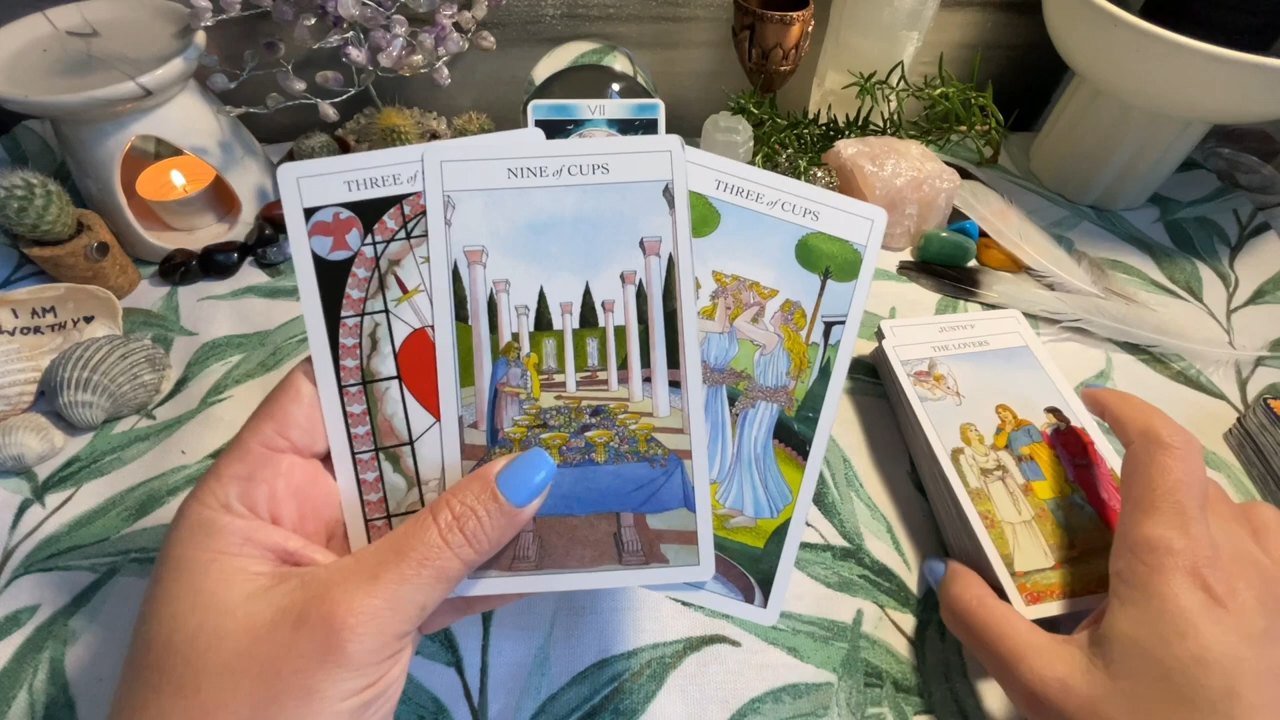 VII
THREE of
NINE of CUPS
THREE of CUPS
I AM
WORTHY
JUSTICE
THE LOVERS